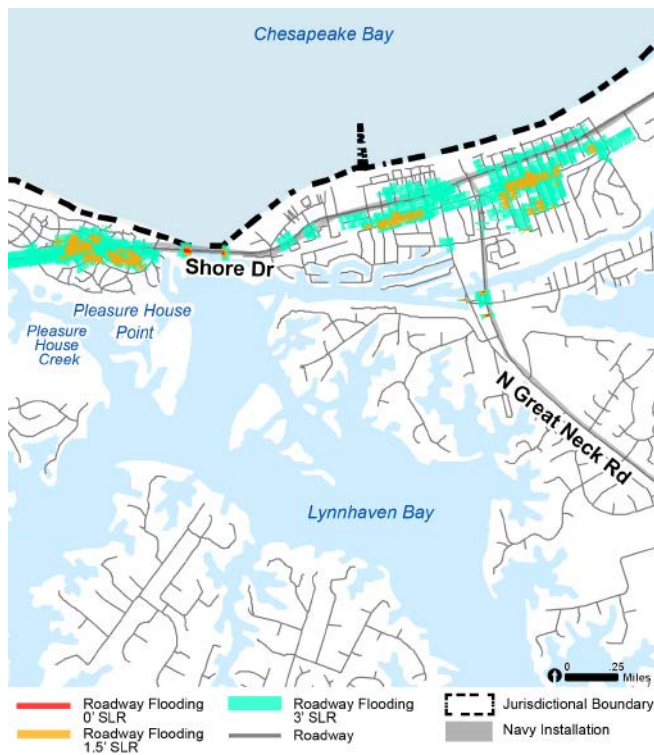 Chesapeake Bay
Shore Dr
Pleasure House
Point
Pleasure
House
Creek
N Great Neck Rd
Lynnhaven Bay
0 .25
Miles
Roadway Flooding
0' SLR
Roadway Flooding
1.5' SLR
Roadway Flooding
3' SLR
Roadway
Jurisdictional Boundary
Navy Installation